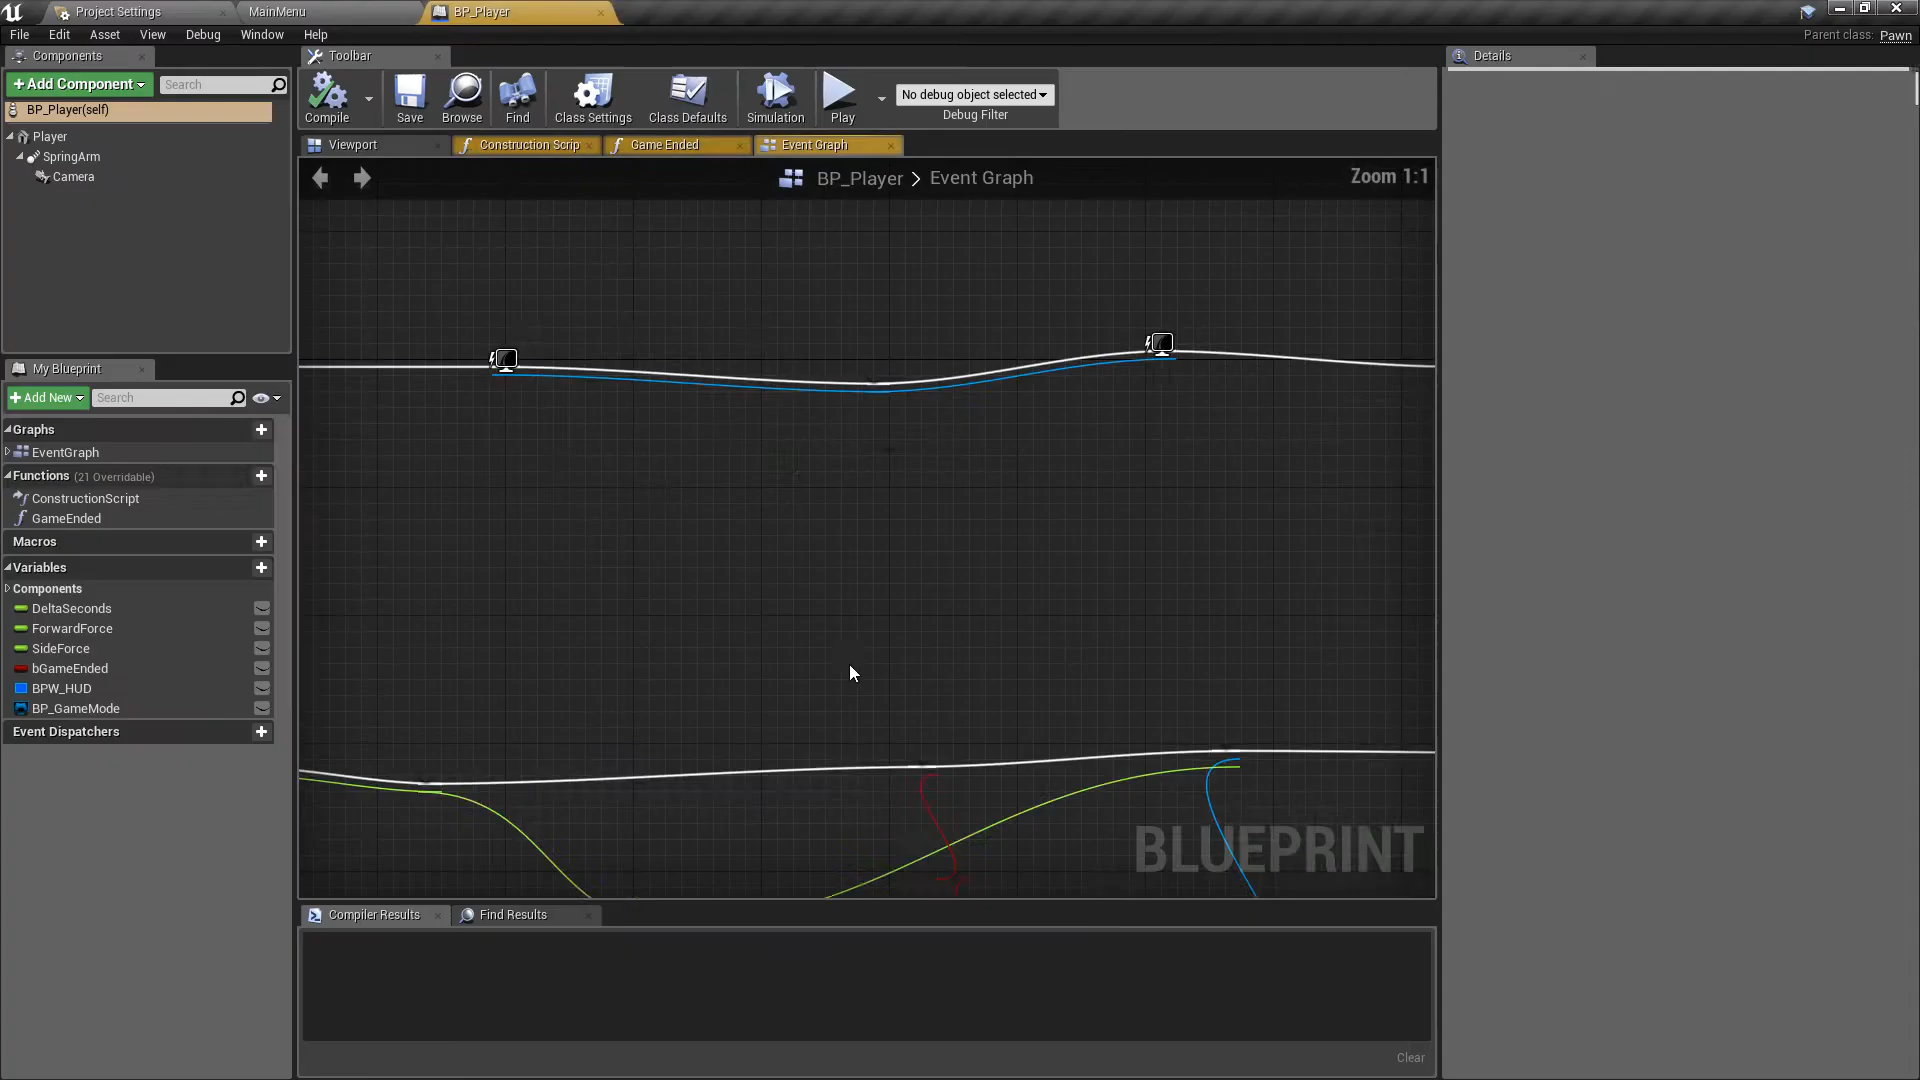 Project Settings
MainMenu
BP_Player
File
Edit
Asset
View
Debug
Window
Help
Parent class: Pawn
Components
Toolbar
Details
+Add Component
Search
Compile
Save
Browse
Find
Class Settings
Class Defaults
Simulation
Play
No debug object selected
Debug Filter
BP_Player(self)
Player
SpringArm
Camera
Viewport
Construction Scrip
Game Ended
Event Graph
BP_Player > Event Graph
Zoom 1:1
My Blueprint
+Add New
Search
Graphs
EventGraph
Functions (21 Overridable)
ConstructionScript
GameEnded
Macros
Variables
Components
DeltaSeconds
ForwardForce
SideForce
bGameEnded
BPW_HUD
BP_GameMode
Event Dispatchers
BLUEPRINT
Compiler Results
Find Results
Clear